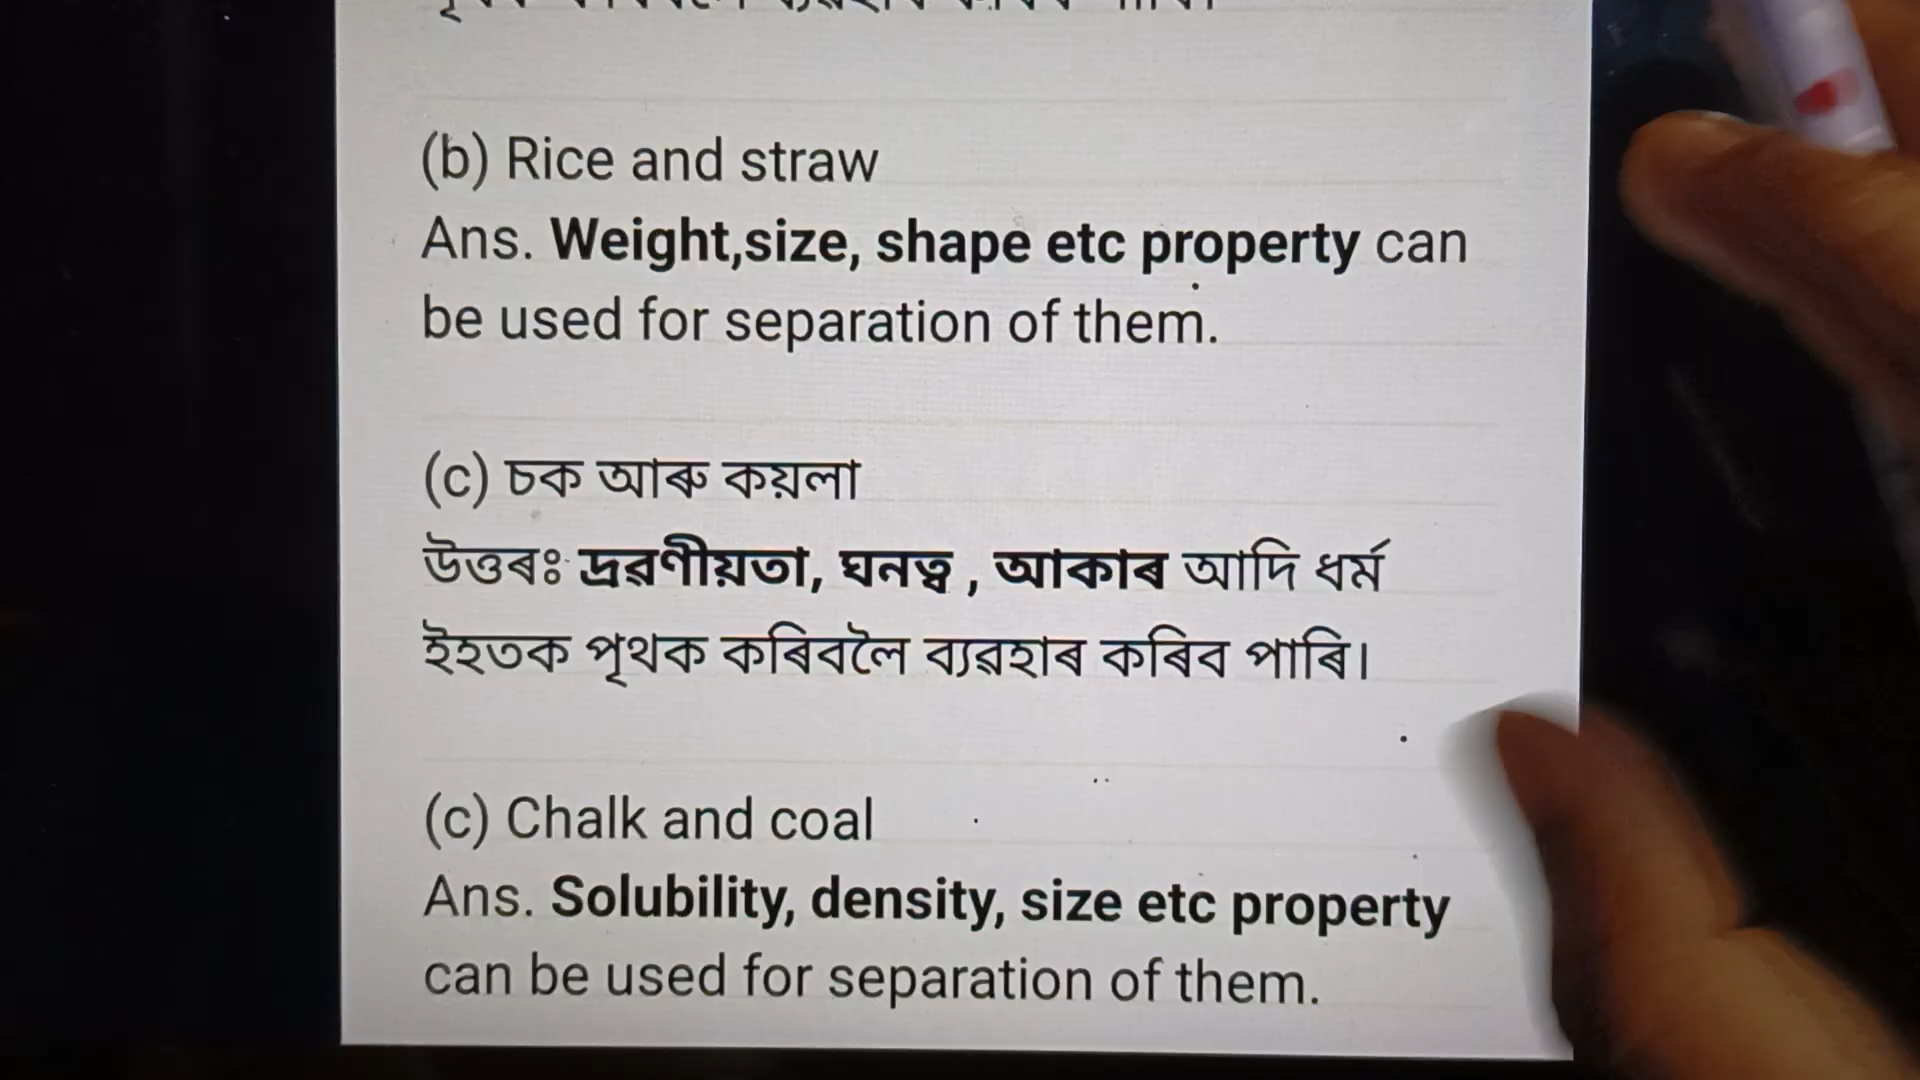 (b) Rice and straw
Ans. Weight,size, shape etc property can
be used for separation of them.
(c) চক আৰু কয়লা
উত্তৰঃ দ্ৰৱণীয়তা, ঘনত্ব , আকাৰ আদি ধৰ্ম
ইহতক পৃথক কৰিবলৈ ব্যৱহাৰ কৰিব পাৰি।
(c) Chalk and coal
Ans. Solubility, density, size etc property
can be used for separation of them.